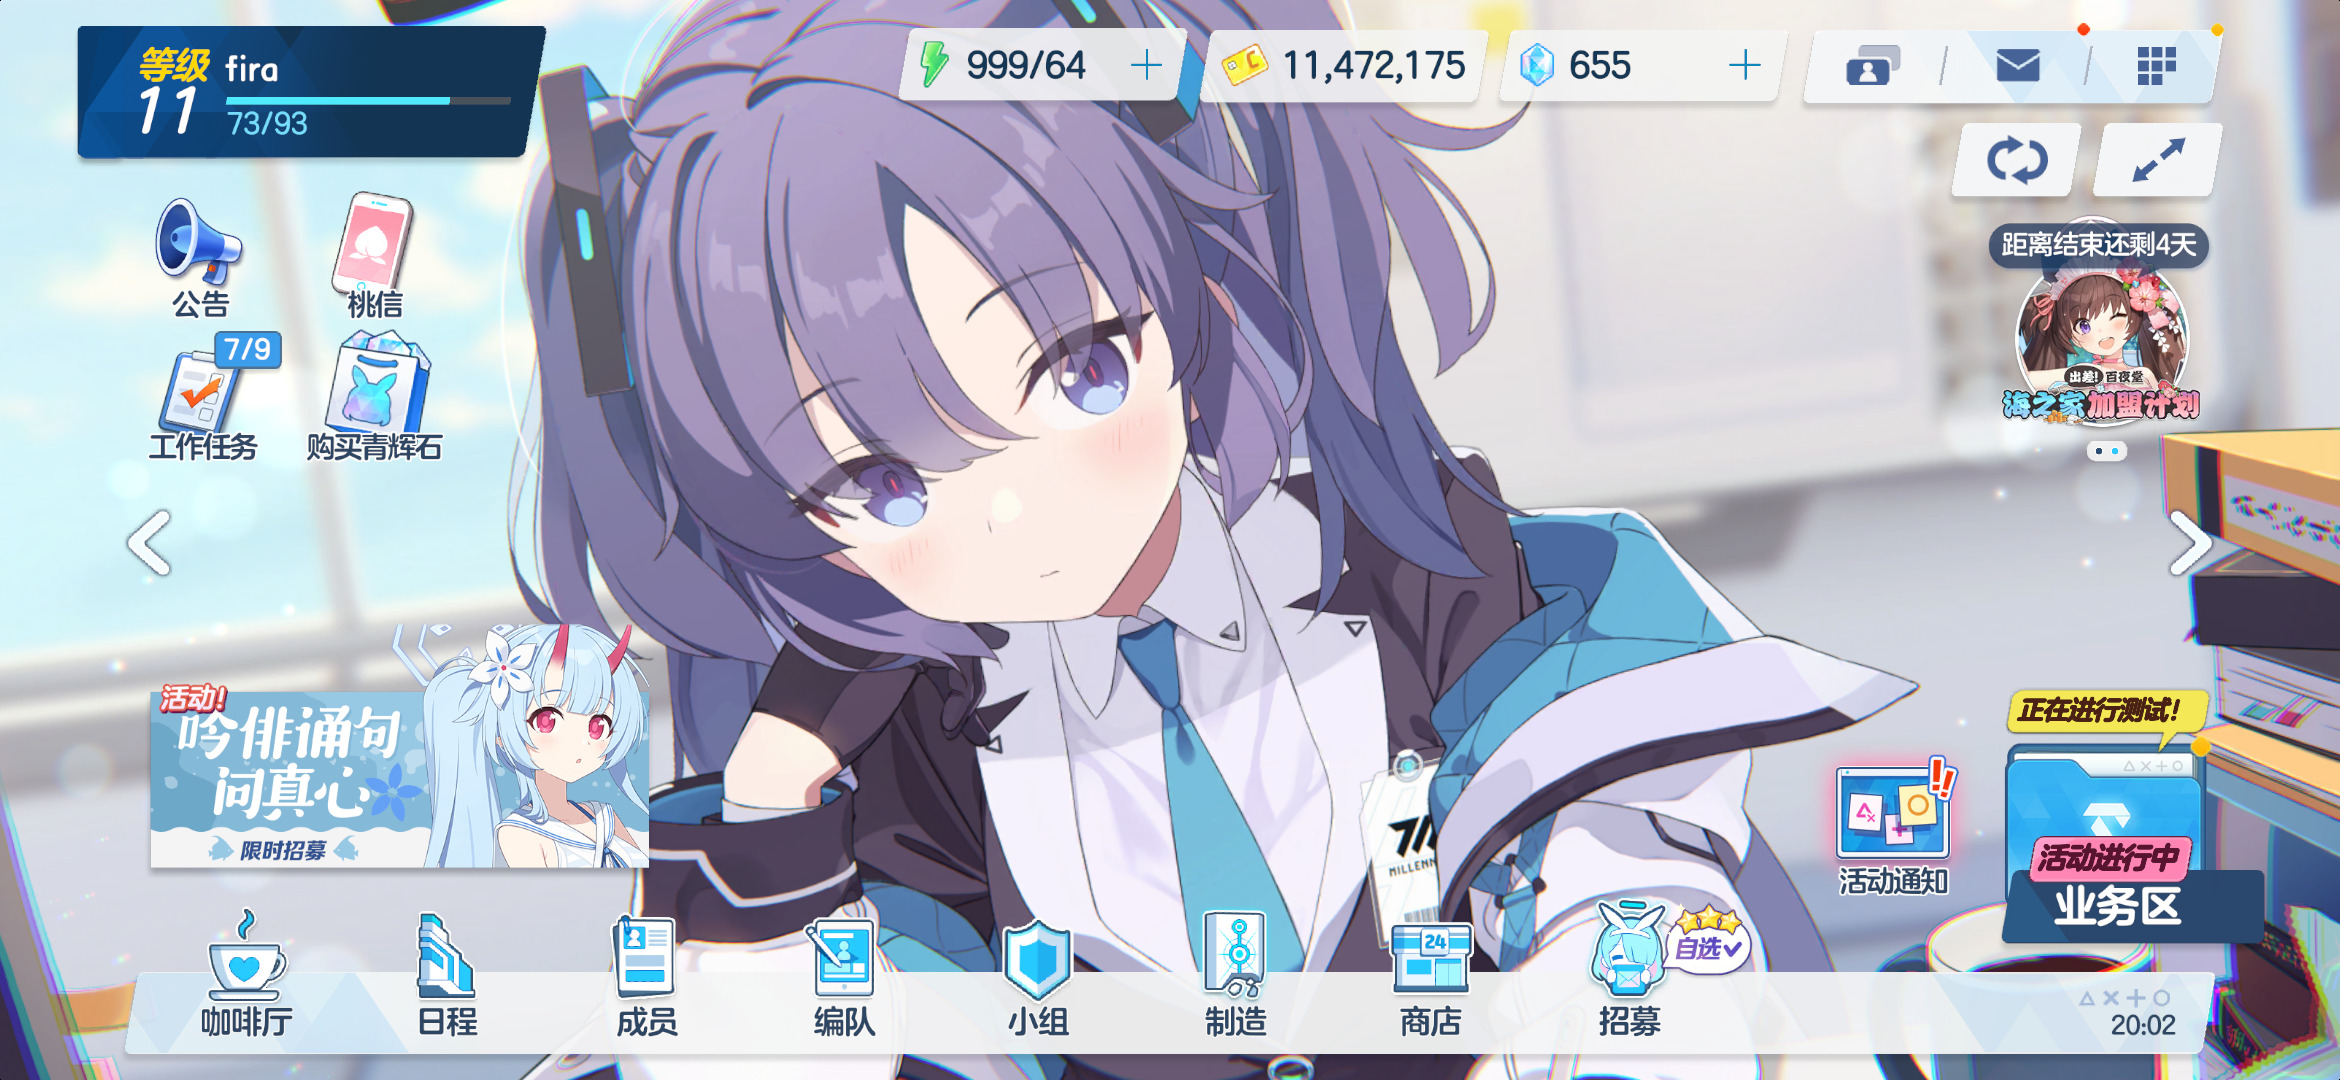 等级 fira
11 73/93
999/64
11,472,175
655
公告
桃信
7/9
工作任务
购买青辉石
距离结束还剩4天
出差! 百夜堂
海之家加盟计划
活动!
吟俳诵句
问真心
限时招募
正在进行测试!
活动通知
活动进行中
业务区
MILLENN
24
自选
咖啡厅
日程
成员
编队
小组
制造
商店
招募
20:02